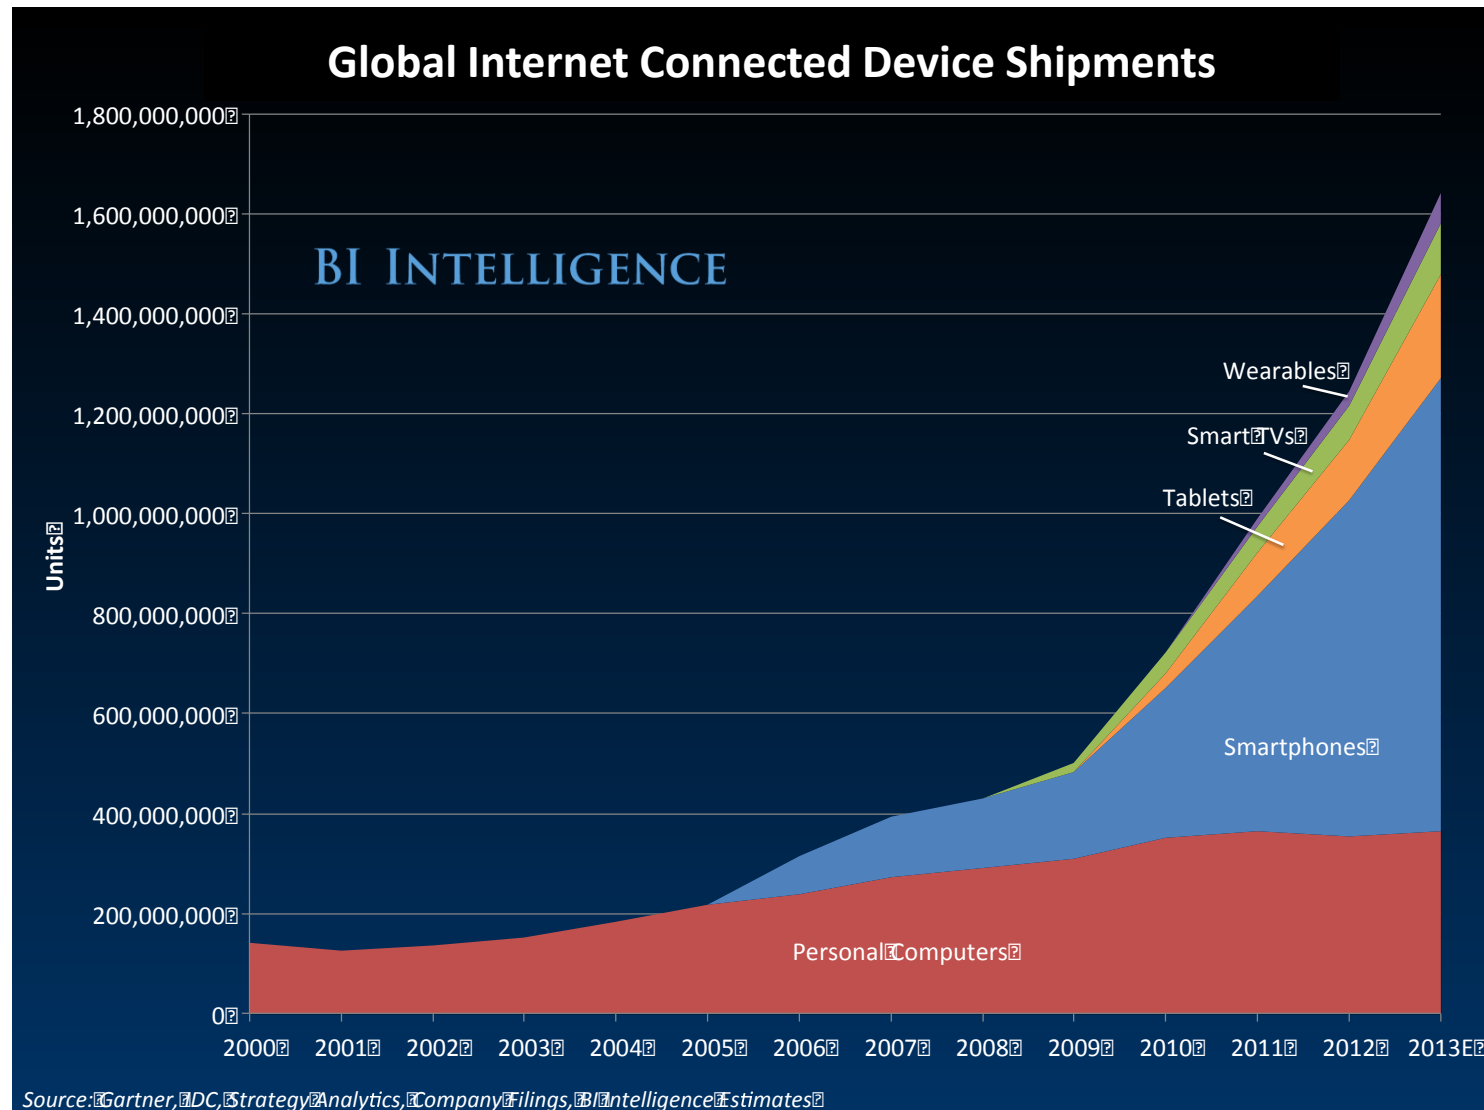 Global Internet Connected Device Shipments
1,800,000,000
1,600,000,000
BI INTELLIGENCE
1,400,000,000
Wearables
1,200,000,000
Smart TVs
Tablets
1,000,000,000
Units
800,000,000
600,000,000
Smartphones
400,000,000
200,000,000
Personal Computers
0
2000 2001 2002 2003 2004 2005 2006 2007 2008 2009 2010 2011 2012 2013E
Source: Gartner, IDC, Strategy Analytics, Company Filings, BI Intelligence Estimates